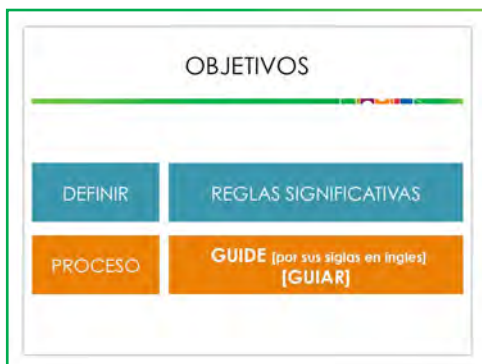 OBJETIVOS
DEFINIR
REGLAS SIGNIFICATIVAS
PROCESO
GUIDE [por sus siglas en ingles]
[GUIAR]